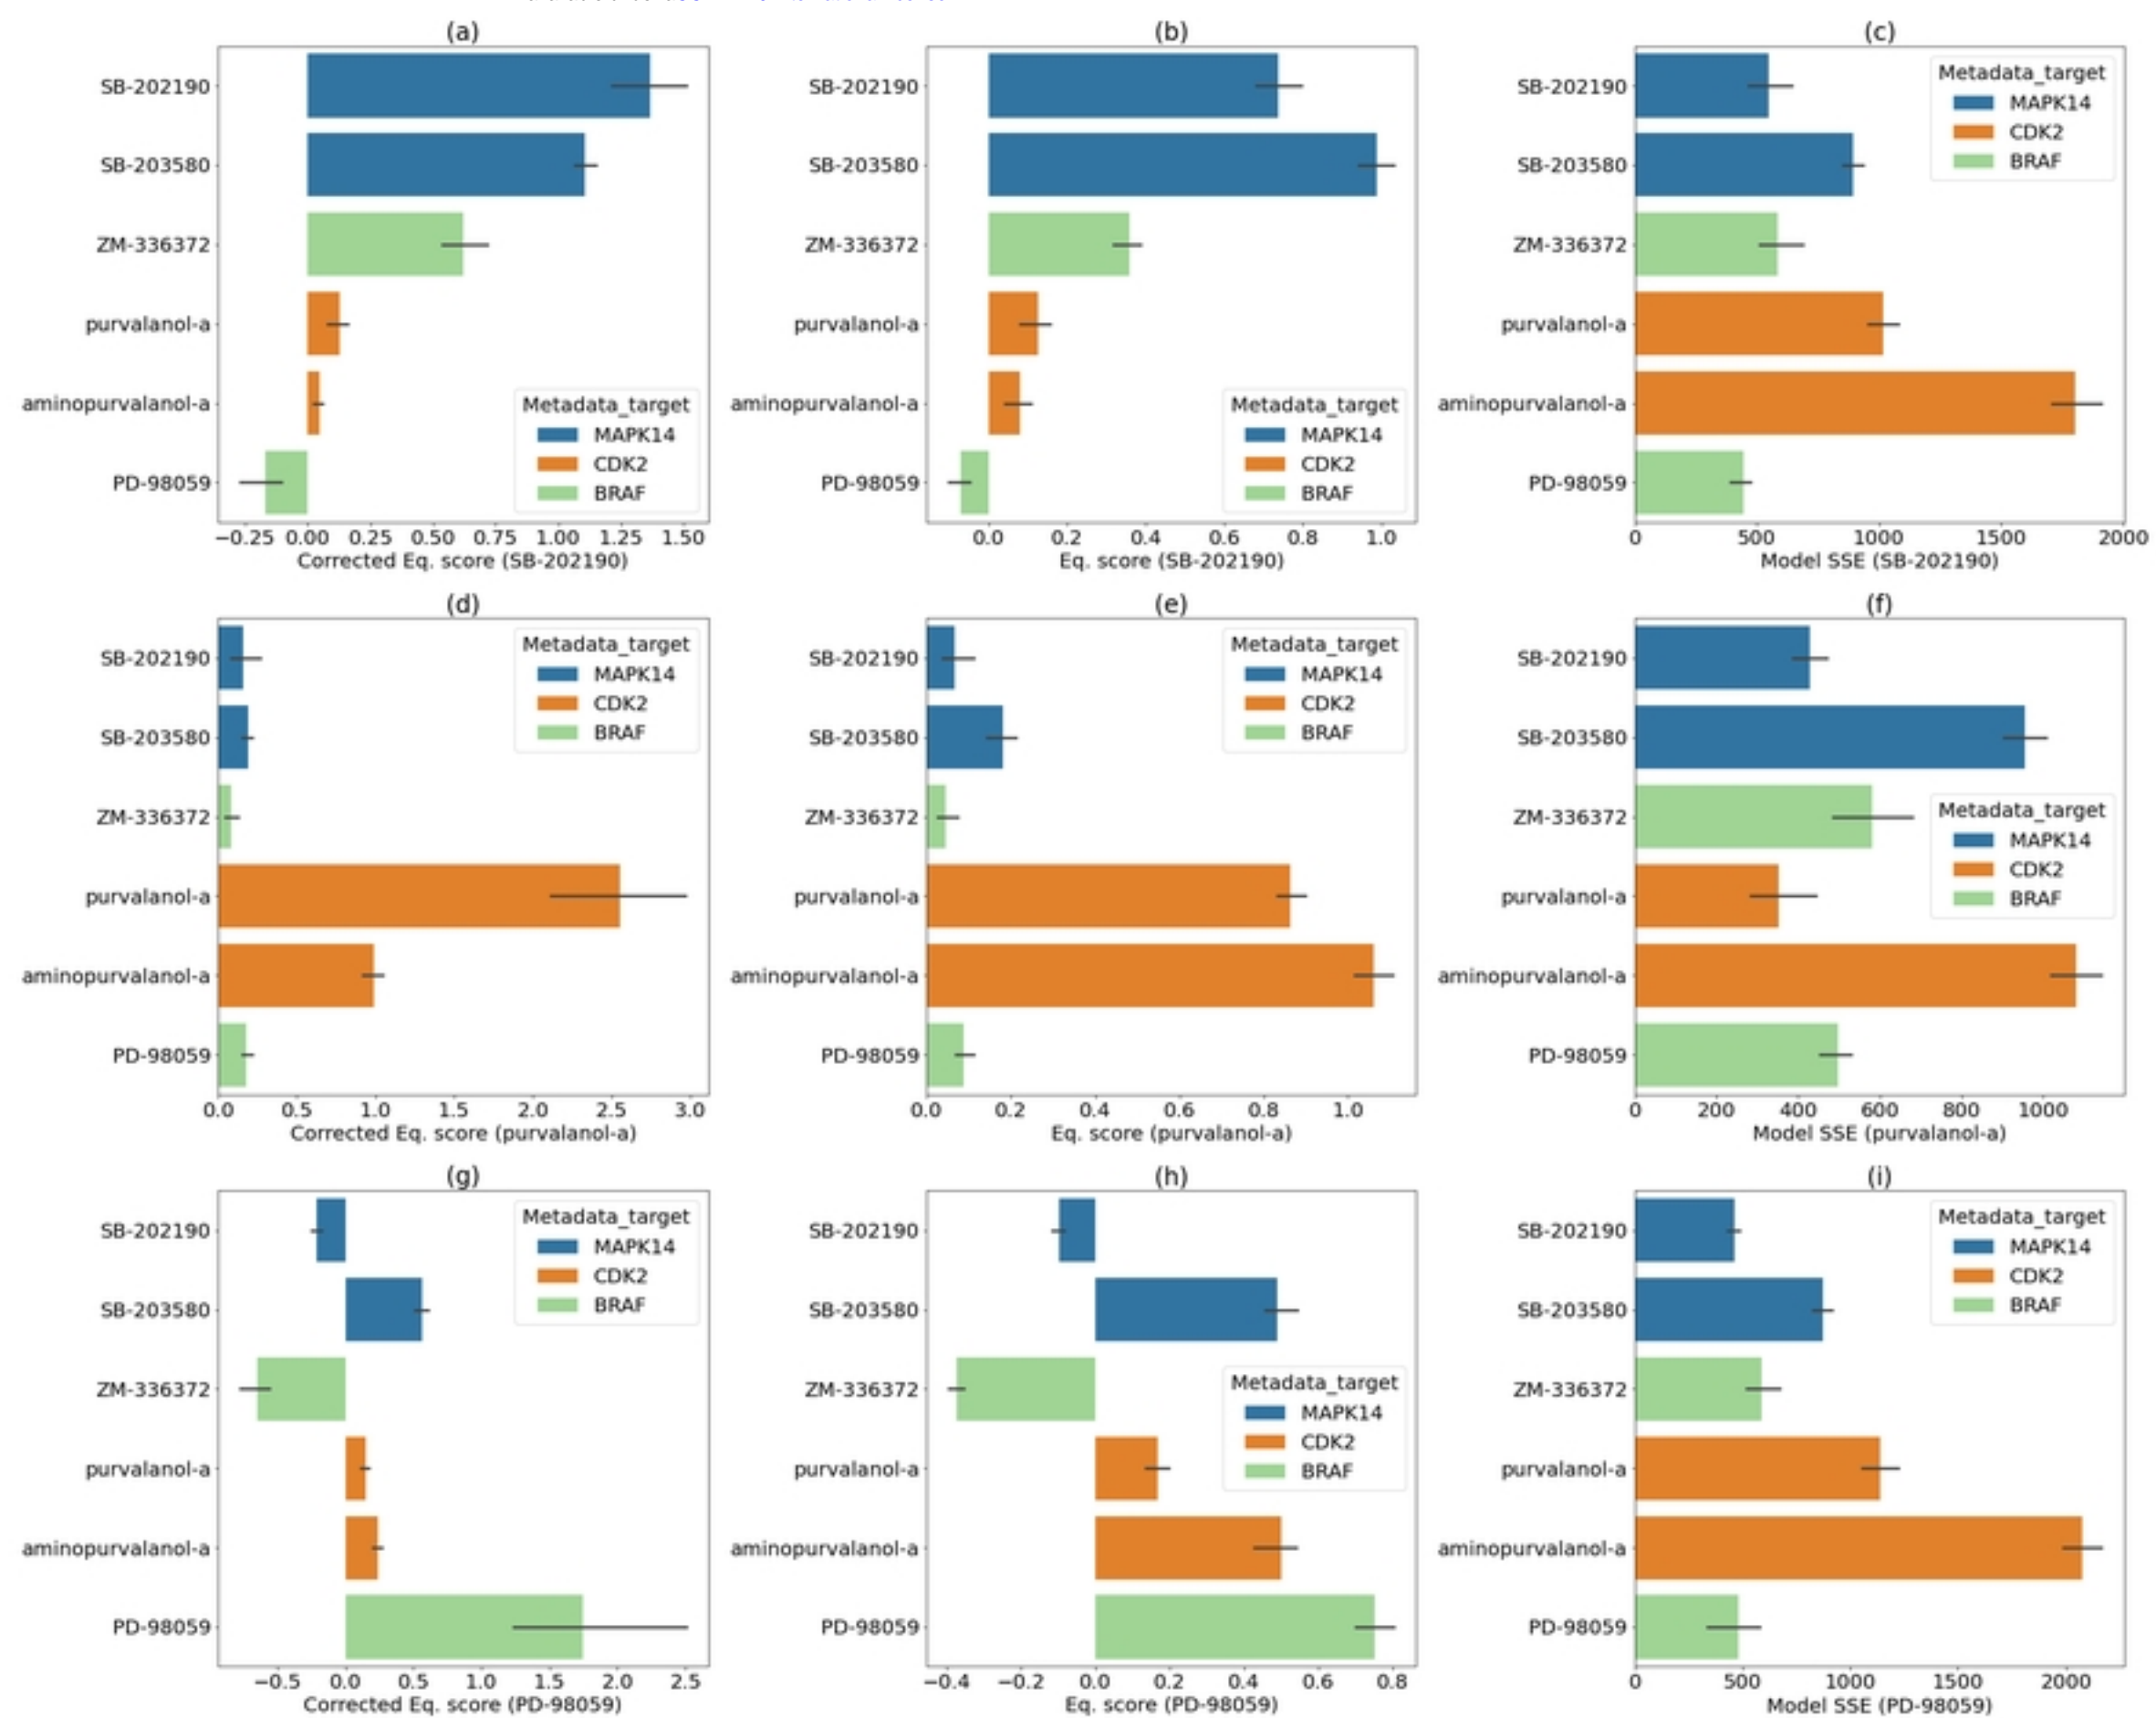 (a)
SB-202190
SB-203580
ZM-336372
purvalanol-a
aminopurvalanol-a
PD-98059
Metadata_target
MAPK14
CDK2
BRAF
−0.25 0.00 0.25 0.50 0.75 1.00 1.25 1.50
Corrected Eq. score (SB-202190)
(b)
SB-202190
SB-203580
ZM-336372
purvalanol-a
aminopurvalanol-a
PD-98059
Metadata_target
MAPK14
CDK2
BRAF
0.0 0.2 0.4 0.6 0.8 1.0
Eq. score (SB-202190)
(c)
Metadata_target
MAPK14
CDK2
BRAF
SB-202190
SB-203580
ZM-336372
purvalanol-a
aminopurvalanol-a
PD-98059
0 500 1000 1500 2000
Model SSE (SB-202190)
(d)
Metadata_target
MAPK14
CDK2
BRAF
SB-202190
SB-203580
ZM-336372
purvalanol-a
aminopurvalanol-a
PD-98059
0.0 0.5 1.0 1.5 2.0 2.5 3.0
Corrected Eq. score (purvalanol-a)
(e)
Metadata_target
MAPK14
CDK2
BRAF
SB-202190
SB-203580
ZM-336372
purvalanol-a
aminopurvalanol-a
PD-98059
0.0 0.2 0.4 0.6 0.8 1.0
Eq. score (purvalanol-a)
(f)
SB-202190
SB-203580
ZM-336372
purvalanol-a
aminopurvalanol-a
PD-98059
Metadata_target
MAPK14
CDK2
BRAF
0 200 400 600 800 1000
Model SSE (purvalanol-a)
(g)
Metadata_target
MAPK14
CDK2
BRAF
SB-202190
SB-203580
ZM-336372
purvalanol-a
aminopurvalanol-a
PD-98059
−0.5 0.0 0.5 1.0 1.5 2.0 2.5
Corrected Eq. score (PD-98059)
(h)
SB-202190
SB-203580
ZM-336372
purvalanol-a
aminopurvalanol-a
PD-98059
Metadata_target
MAPK14
CDK2
BRAF
−0.4 −0.2 0.0 0.2 0.4 0.6 0.8
Eq. score (PD-98059)
(i)
Metadata_target
MAPK14
CDK2
BRAF
SB-202190
SB-203580
ZM-336372
purvalanol-a
aminopurvalanol-a
PD-98059
0 500 1000 1500 2000
Model SSE (PD-98059)